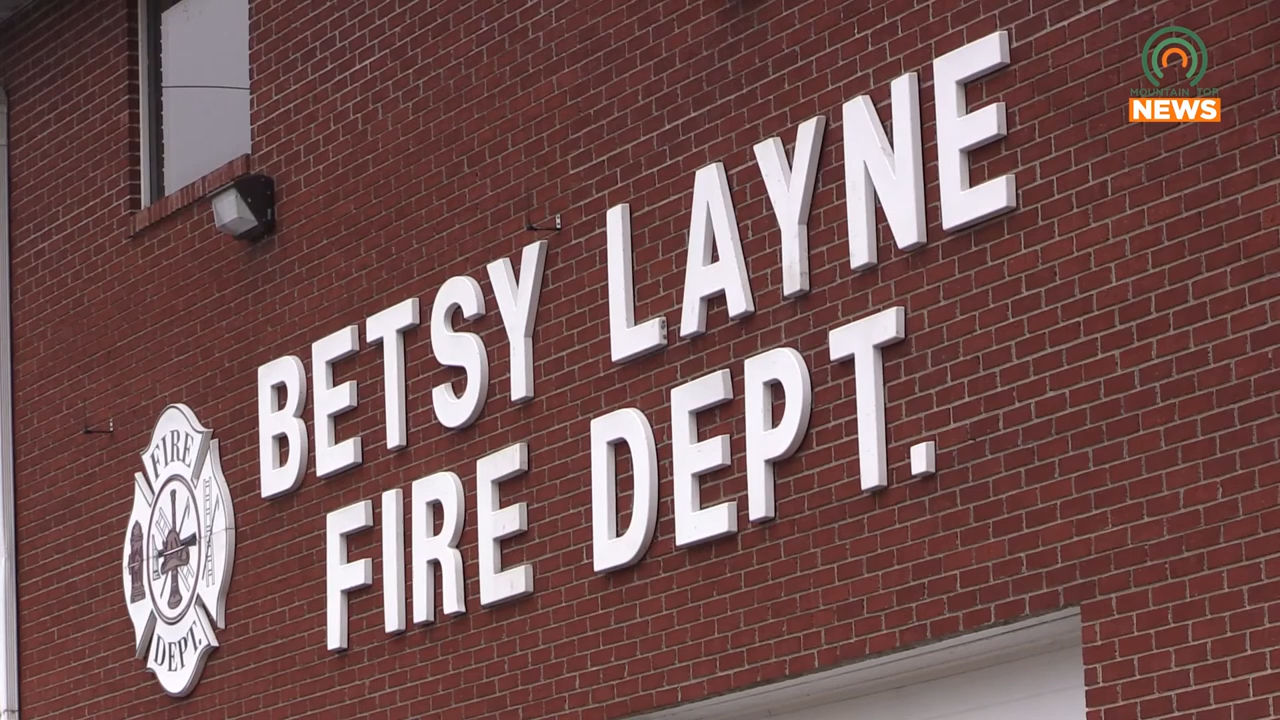 MOUNTAIN TOP
NEWS
BETSY LAYNE
FIRE DEPT.
FIRE
DEPT.